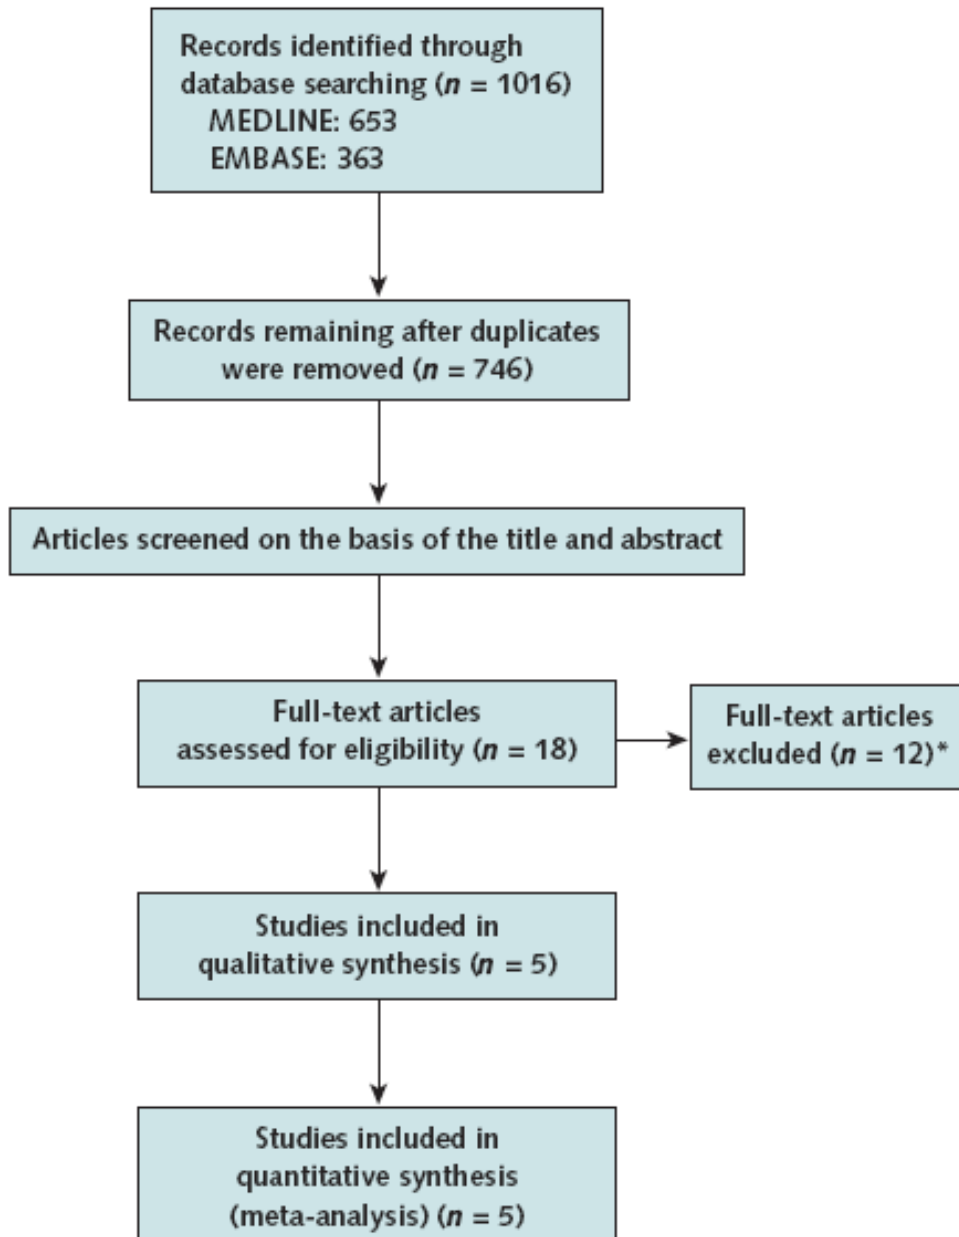 Records identified through
database searching (n = 1016)
MEDLINE: 653
EMBASE: 363
Records remaining after duplicates
were removed (n = 746)
Articles screened on the basis of the title and abstract
Full-text articles
assessed for eligibility (n = 18)
Full-text articles
excluded (n = 12)*
Studies included in
qualitative synthesis (n = 5)
Studies included in
quantitative synthesis
(meta-analysis) (n = 5)